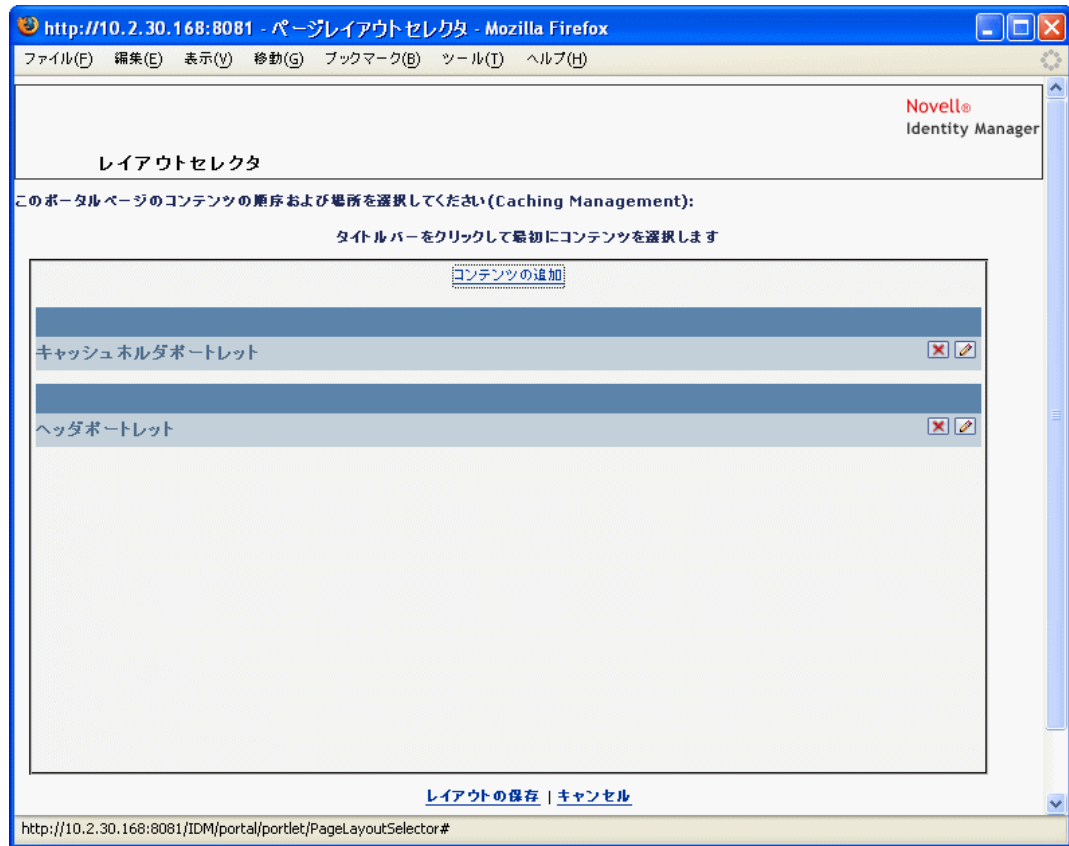 http://10.2.30.168:8081 - ページレイアウトセレクタ - Mozilla Firefox
ファイル(F) 編集(E) 表示(V) 移動(G) ブックマーク(B) ツール(T) ヘルプ(H)
Novell®
Identity Manager
レイアウトセレクタ
このポータルページのコンテンツの順序および場所を選択してください(Caching Management):
タイトルバーをクリックして最初にコンテンツを選択します
コンテンツの追加
キャッシュホルダポートレット
ヘッダポートレット
レイアウトの保存 | キャンセル
http://10.2.30.168:8081/IDM/portal/portlet/PageLayoutSelector#